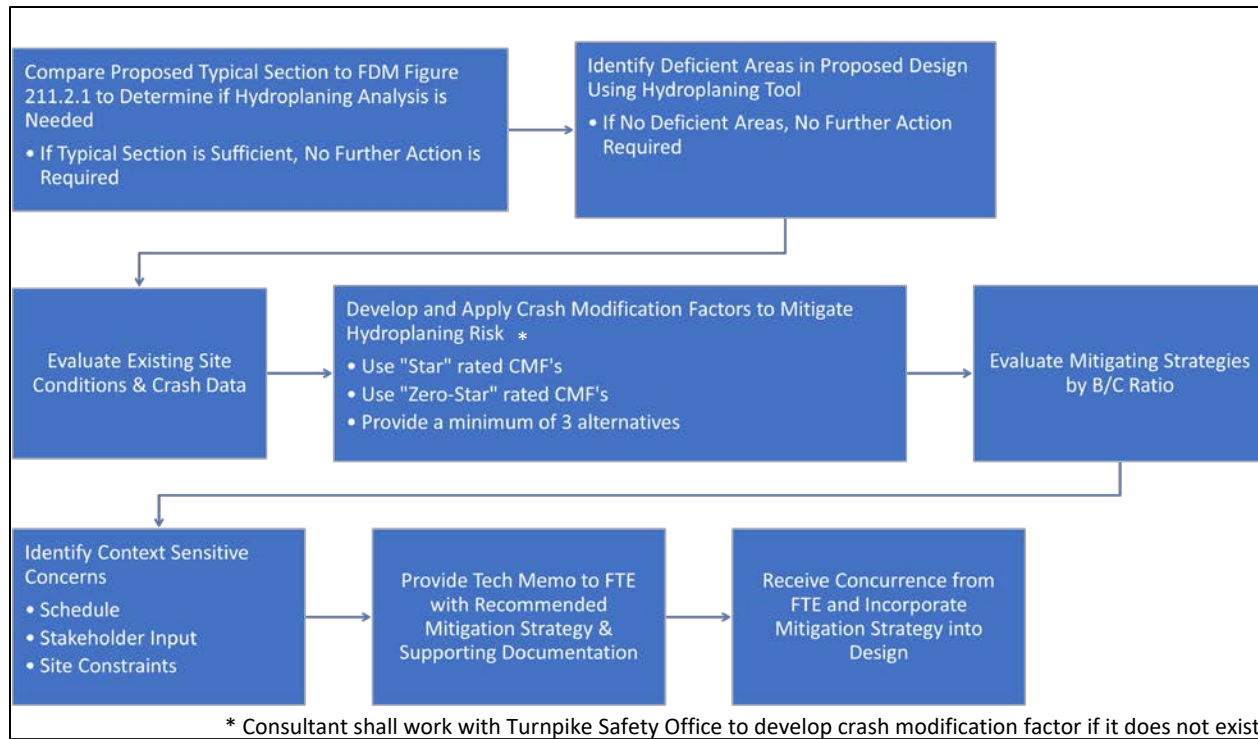 Compare Proposed Typical Section to FDM Figure
211.2.1 to Determine if Hydroplaning Analysis is
Needed
• If Typical Section is Sufficient, No Further Action is
Required
Identify Deficient Areas in Proposed Design
Using Hydroplaning Tool
• If No Deficient Areas, No Further Action
Required
Evaluate Existing Site
Conditions & Crash Data
Develop and Apply Crash Modification Factors to Mitigate
Hydroplaning Risk *
• Use "Star" rated CMF's
• Use "Zero-Star" rated CMF's
• Provide a minimum of 3 alternatives
Evaluate Mitigating Strategies
by B/C Ratio
Identify Context Sensitive
Concerns
• Schedule
• Stakeholder Input
• Site Constraints
Provide Tech Memo to FTE
with Recommended
Mitigation Strategy &
Supporting Documentation
Receive Concurrence from
FTE and Incorporate
Mitigation Strategy into
Design
* Consultant shall work with Turnpike Safety Office to develop crash modification factor if it does not exist